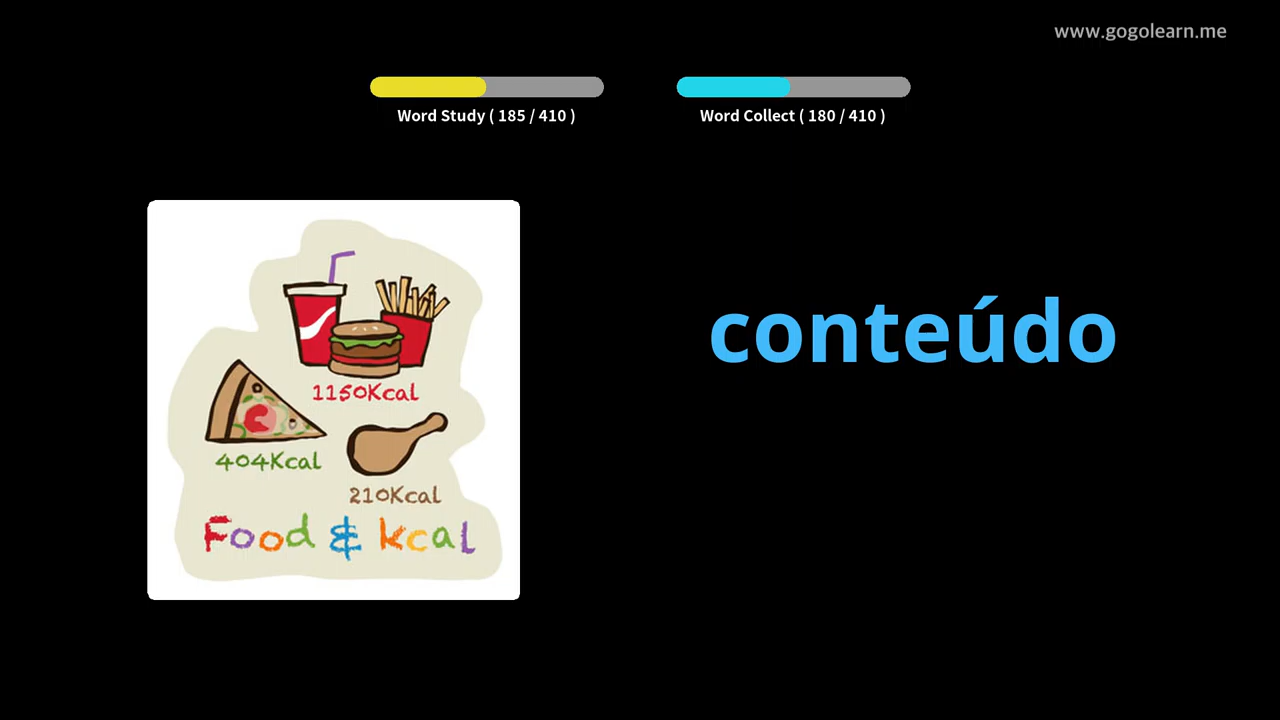 www.gogolearn.me
Word Study ( 185 / 410 )
Word Collect ( 180 / 410 )
1150Kcal
404Kcal
210Kcal
Food & kcal
conteúdo